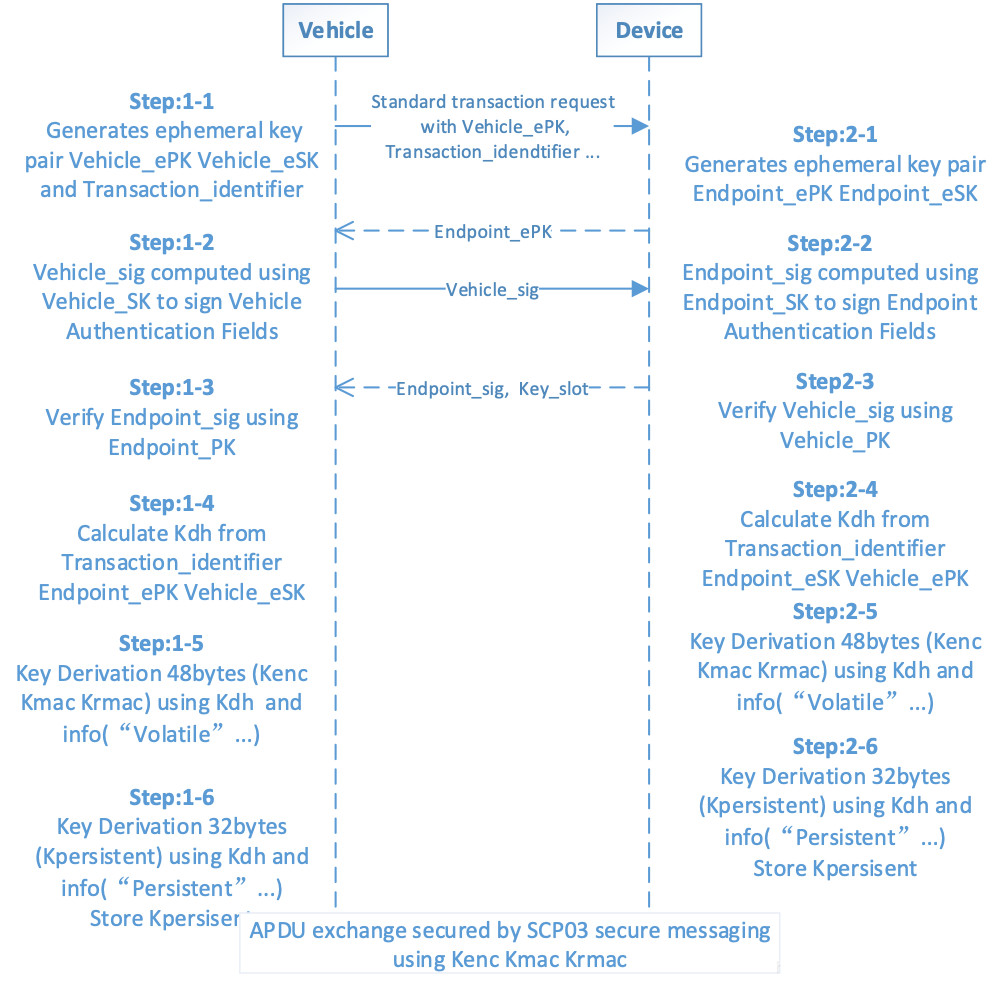 Vehicle
Device
Step:1-1
Generates ephemeral key
pair Vehicle_ePK Vehicle_eSK
and Transaction_identifier
Standard transaction request
with Vehicle_ePK,
Transaction_idendtifier ...
Step:2-1
Generates ephemeral key pair
Endpoint_ePK Endpoint_eSK
Endpoint_ePK
Step:1-2
Vehicle_sig computed using
Vehicle_SK to sign Vehicle
Authentication Fields
Vehicle_sig
Step:2-2
Endpoint_sig computed using
Endpoint_SK to sign Endpoint
Authentication Fields
Endpoint_sig, Key_slot
Step:1-3
Verify Endpoint_sig using
Endpoint_PK
Step2-3
Verify Vehicle_sig using
Vehicle_PK
Step:1-4
Calculate Kdh from
Transaction_identifier
Endpoint_ePK Vehicle_eSK
Step:2-4
Calculate Kdh from
Transaction_identifier
Endpoint_eSK Vehicle_ePK
Step:1-5
Key Derivation 48bytes (Kenc
Kmac Krmac) using Kdh and
info(“Volatile” ...)
Step:2-5
Key Derivation 48bytes (Kenc
Kmac Krmac) using Kdh and
info(“Volatile” ...)
Step:1-6
Key Derivation 32bytes
(Kpersistent) using Kdh and
info(“Persistent” ...)
Store Kpersisent
Step:2-6
Key Derivation 32bytes
(Kpersistent) using Kdh and
info(“Persistent” ...)
Store Kpersisent
APDU exchange secured by SCP03 secure messaging
using Kenc Kmac Krmac